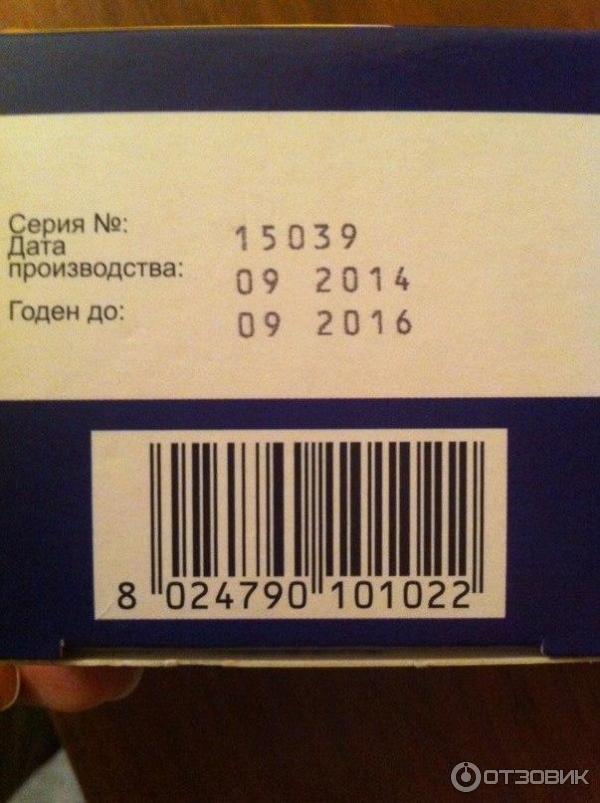 Серия №: 15039
Дата
производства: 09 2014
Годен до: 09 2016
8 024790 101022
ОТЗОВИК